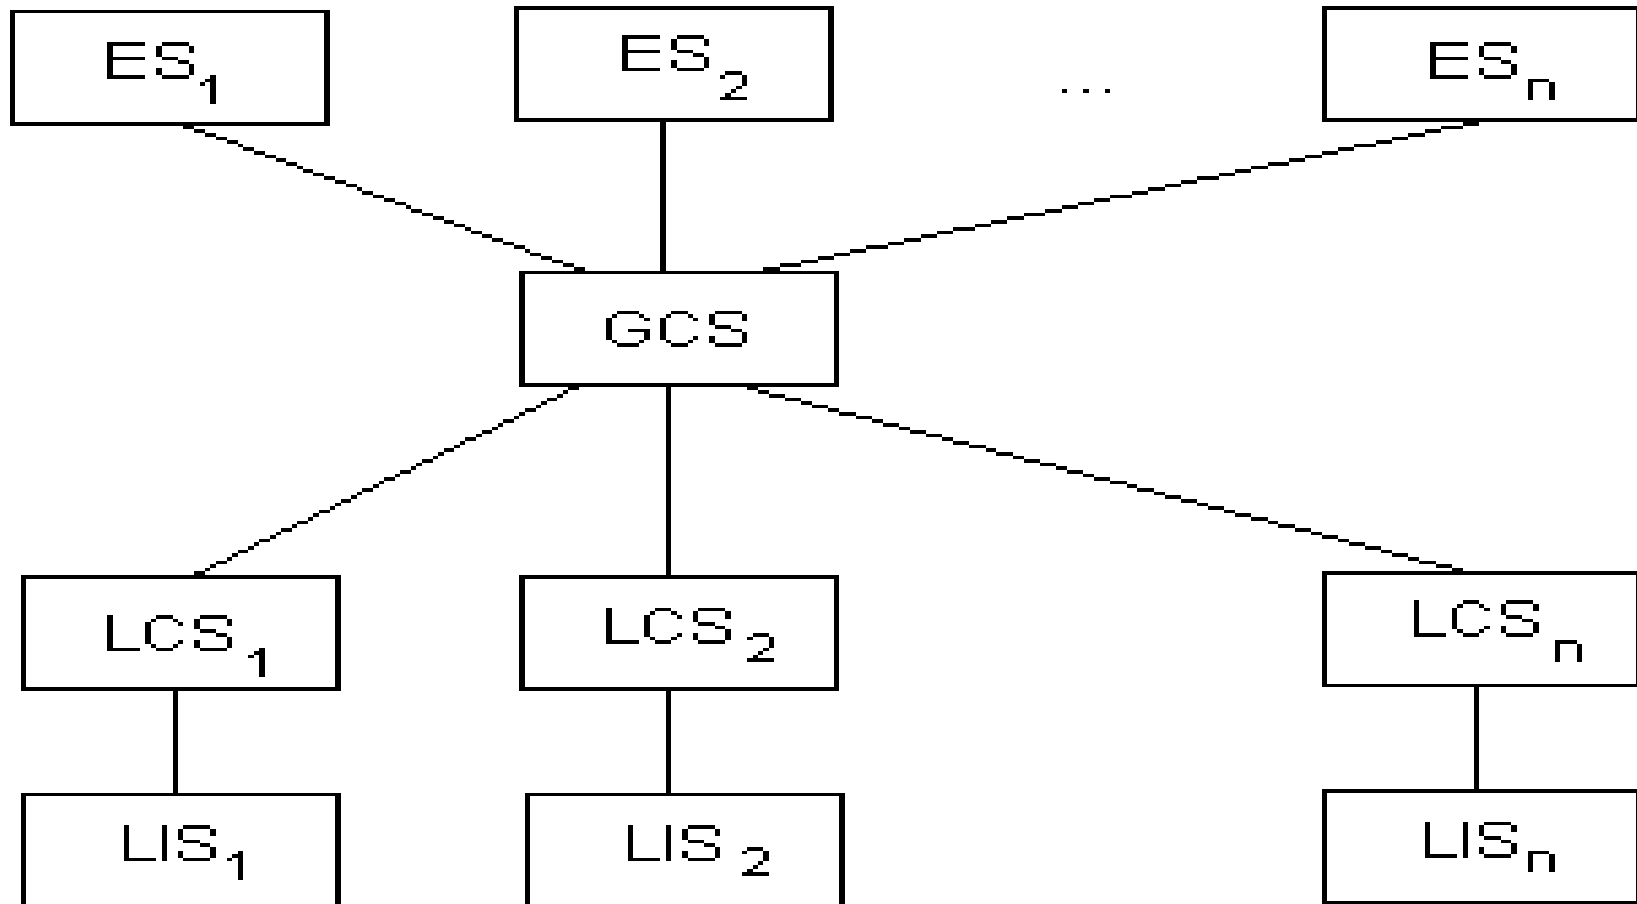 ES₁ ES₂ ... ESₙ
GCS
LCS₁ LCS₂ LCSₙ
LIS₁ LIS₂ LISₙ